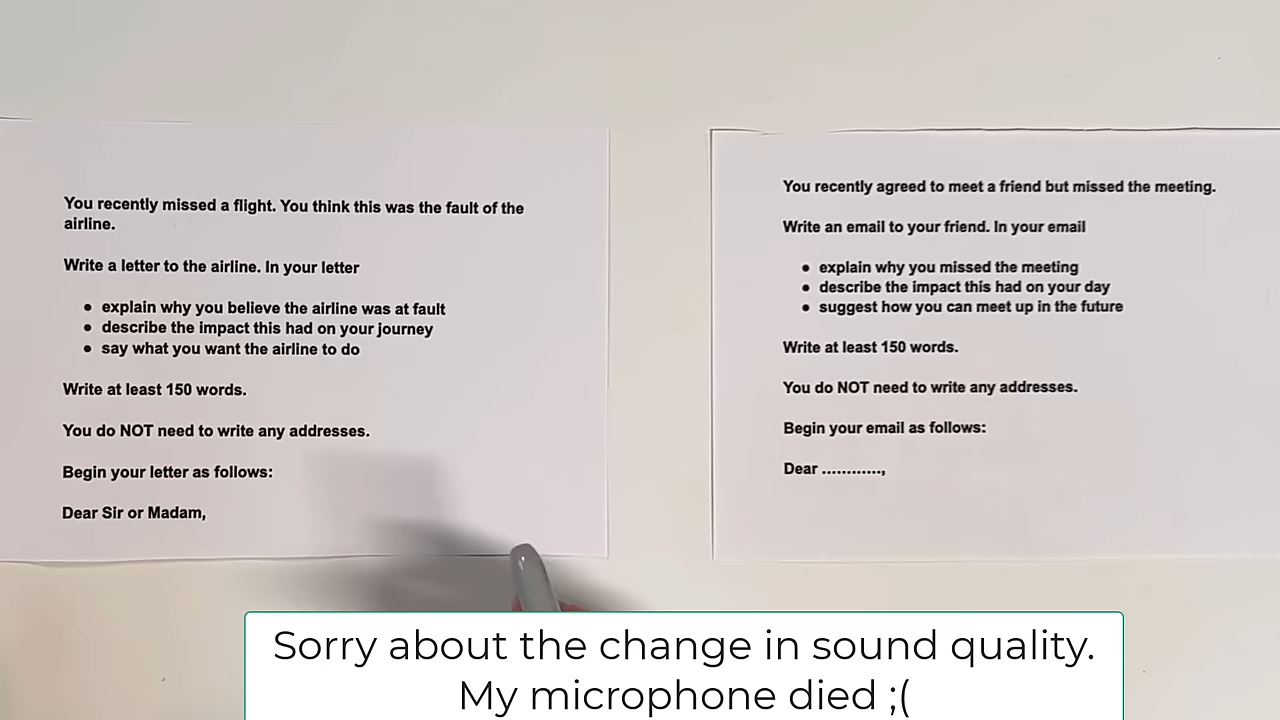 You recently missed a flight. You think this was the fault of the
airline.
Write a letter to the airline. In your letter
• explain why you believe the airline was at fault
• describe the impact this had on your journey
• say what you want the airline to do
Write at least 150 words.
You do NOT need to write any addresses.
Begin your letter as follows:
Dear Sir or Madam,
You recently agreed to meet a friend but missed the meeting.
Write an email to your friend. In your email
• explain why you missed the meeting
• describe the impact this had on your day
• suggest how you can meet up in the future
Write at least 150 words.
You do NOT need to write any addresses.
Begin your email as follows:
Dear ............,
Sorry about the change in sound quality.
My microphone died ;(